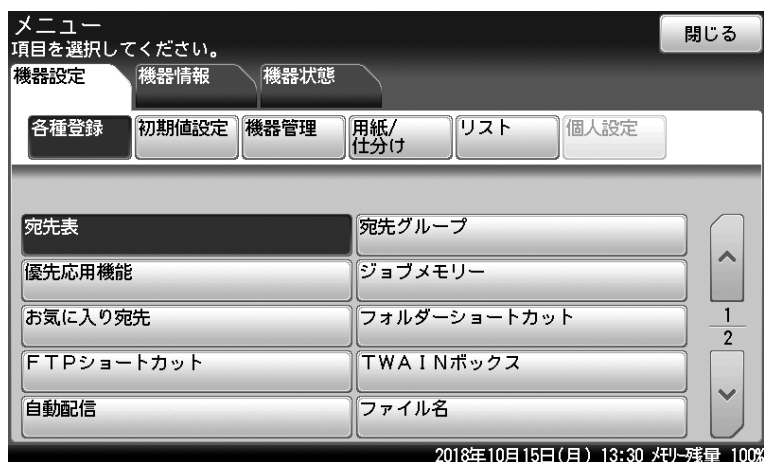 メニュー
項目を選択してください。
閉じる
機器設定 機器情報 機器状態
各種登録 初期値設定 機器管理 用紙/
仕分け リスト 個人設定
宛先表 宛先グループ
優先応用機能 ジョブメモリー
お気に入り宛先 フォルダーショートカット
1
2
FTPショートカット TWAINボックス
自動配信 ファイル名
2018年10月15日(月) 13:30 メモリー残量 100%